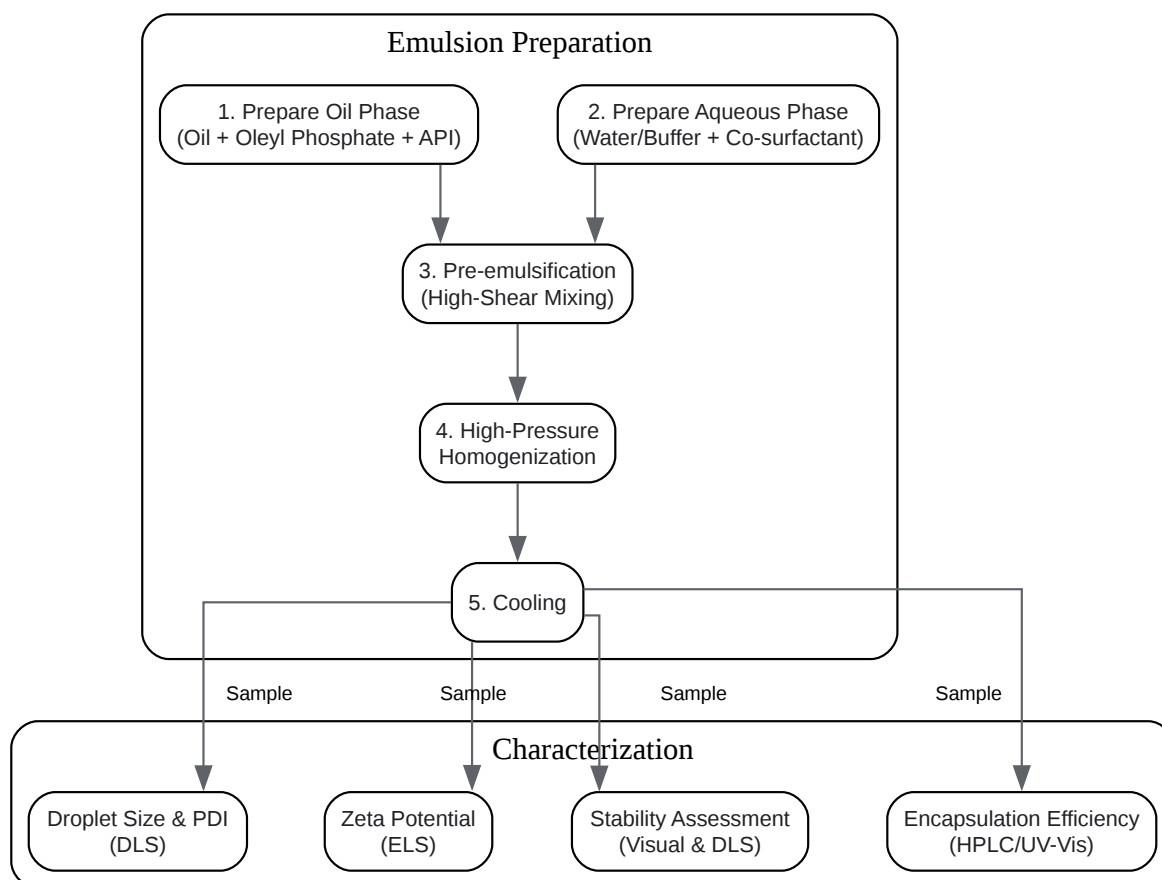 Emulsion Preparation
1. Prepare Oil Phase
(Oil + Oleyl Phosphate + API)
2. Prepare Aqueous Phase
(Water/Buffer + Co-surfactant)
3. Pre-emulsification
(High-Shear Mixing)
4. High-Pressure
Homogenization
5. Cooling
Sample
Sample
Sample
Sample
Characterization
Droplet Size & PDI
(DLS)
Zeta Potential
(ELS)
Stability Assessment
(Visual & DLS)
Encapsulation Efficiency
(HPLC/UV-Vis)